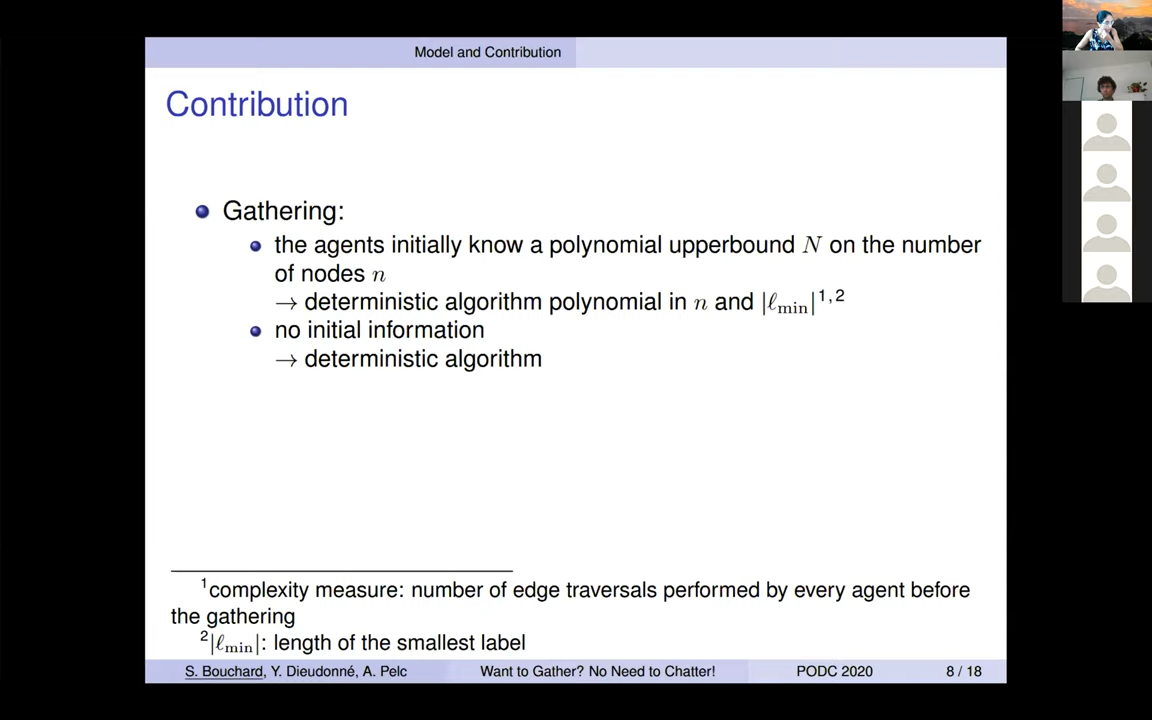 Model and Contribution
Contribution
Gathering:
the agents initially know a polynomial upperbound N on the number
of nodes n
→ deterministic algorithm polynomial in n and |ℓmin|1,2
no initial information
→ deterministic algorithm
1complexity measure: number of edge traversals performed by every agent before
the gathering
2|ℓmin|: length of the smallest label
S. Bouchard, Y. Dieudonné, A. Pelc Want to Gather? No Need to Chatter! PODC 2020 8 / 18